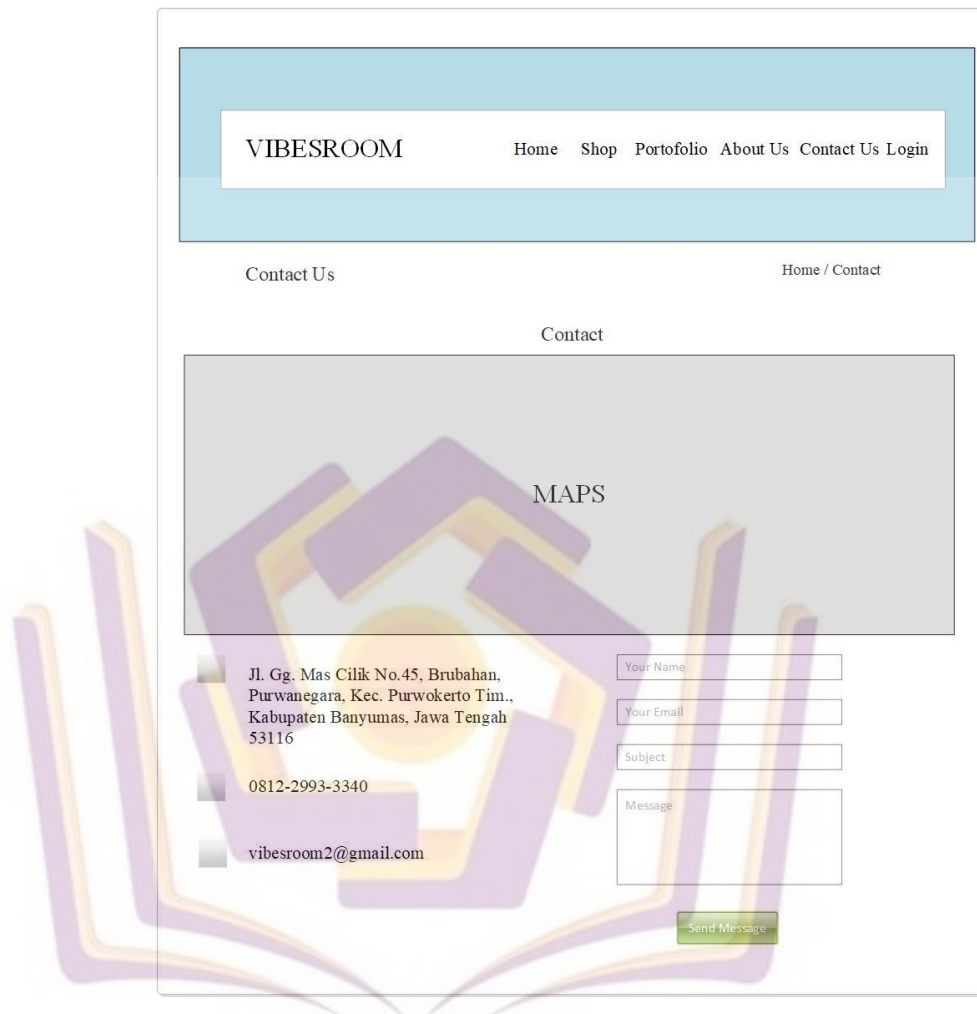 VIBESROOM Home Shop Portofolio About Us Contact Us Login
Contact Us Home / Contact
Contact
MAPS
Jl. Gg. Mas Cilik No.45, Brubahan,
Purwanegara, Kec. Purwokerto Tim.,
Kabupaten Banyumas, Jawa Tengah
53116
0812-2993-3340
vibesroom2@gmail.com
Your Name
Your Email
Subject
Message
Send Message